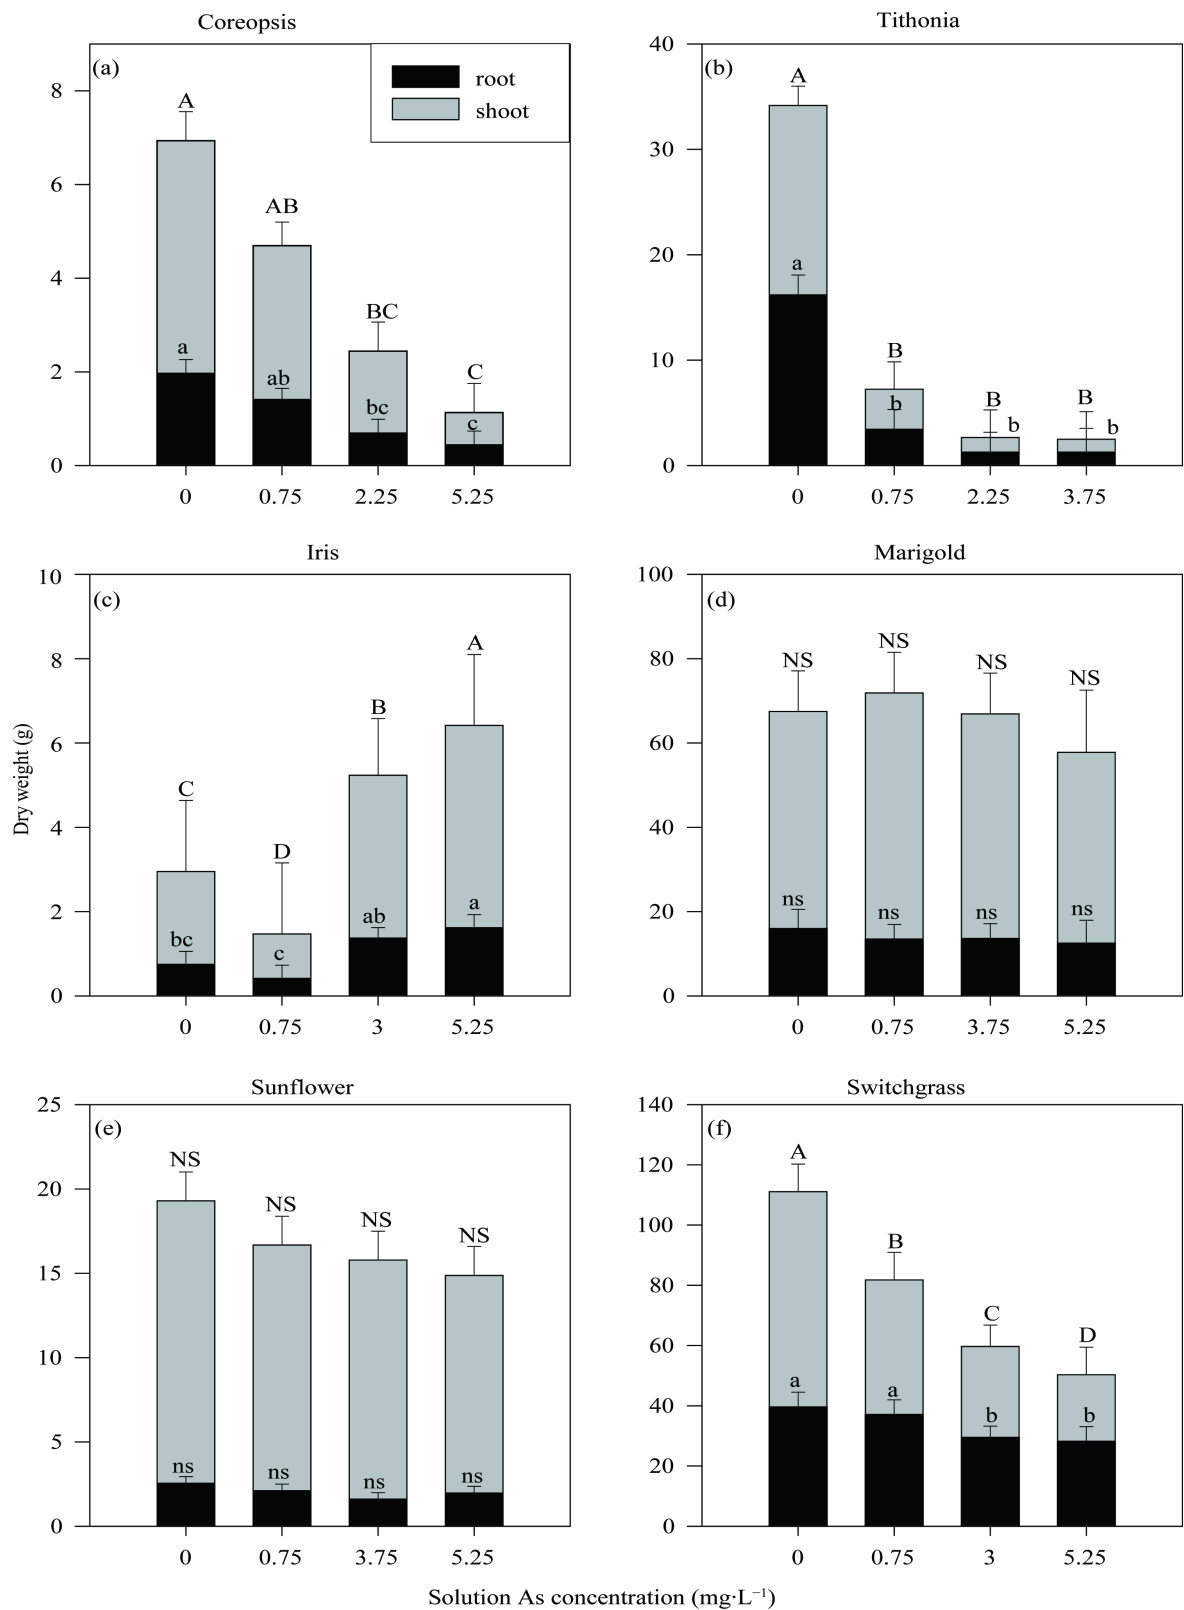 Coreopsis
(a)
root
shoot
8
6
4
2
0
A
AB
BC
C
a
ab
bc
c
0 0.75 2.25 5.25
Tithonia
(b)
40
30
20
10
0
A
B
B
B
a
b
b
b
0 0.75 2.25 3.75
Iris
(c)
10
8
6
4
2
0
C
D
B
A
bc
c
ab
a
0 0.75 3 5.25
Marigold
(d)
100
80
60
40
20
0
NS
NS
NS
NS
ns
ns
ns
ns
0 0.75 3.75 5.25
Dry weight (g)
Sunflower
(e)
25
20
15
10
5
0
NS
NS
NS
NS
ns
ns
ns
ns
0 0.75 3.75 5.25
Switchgrass
(f)
140
120
100
80
60
40
20
0
A
B
C
D
a
a
b
b
0 0.75 3 5.25
Solution As concentration (mg·L⁻¹)